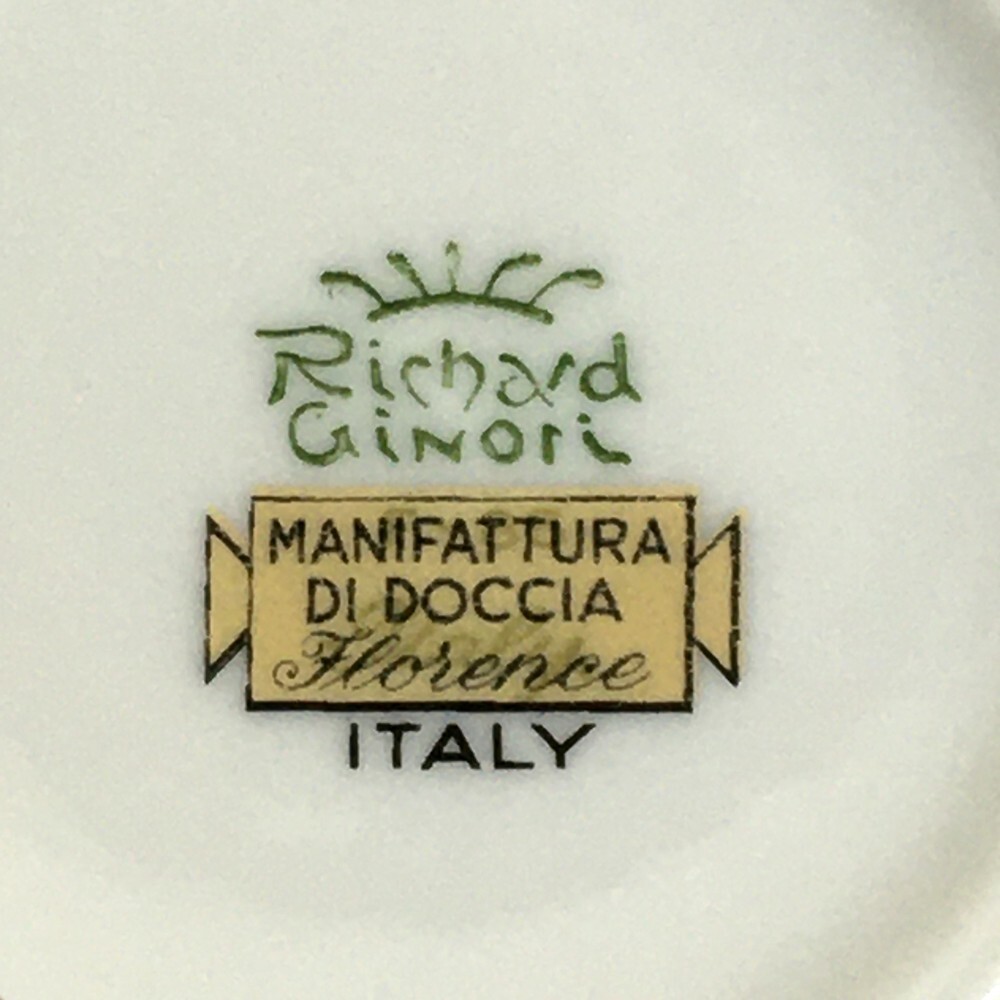 Richard
Ginori
MANIFATTURA
DI DOCCIA
Florence
ITALY